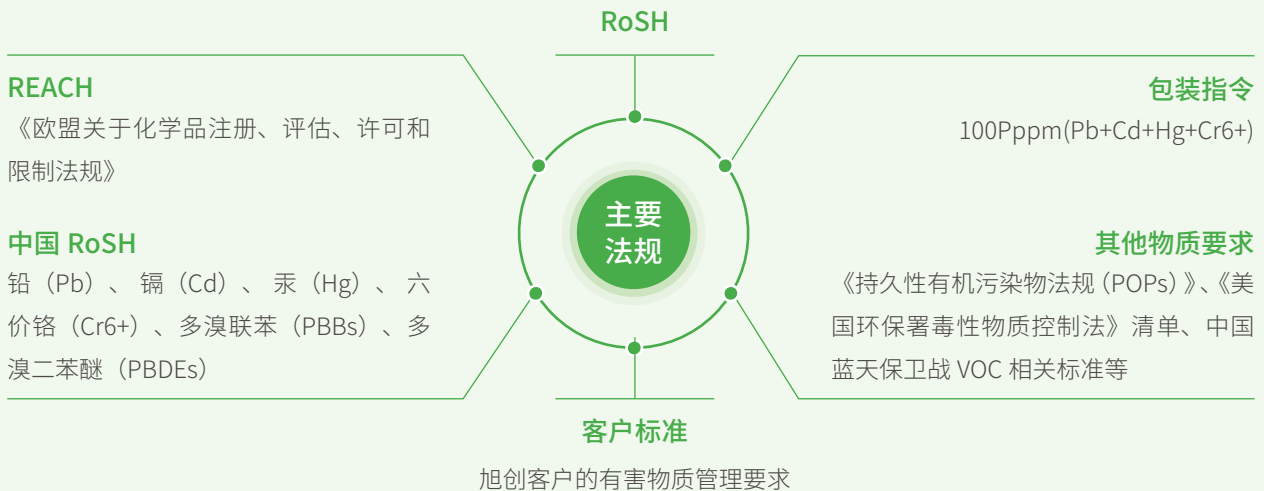 RoSH
REACH
《欧盟关于化学品注册、评估、许可和
限制法规》
中国 RoSH
铅（Pb）、 镉（Cd）、 汞（Hg）、 六
价铬（Cr6+）、多溴联苯（PBBs）、多
溴二苯醚（PBDEs）
主要
法规
包装指令
100Pppm(Pb+Cd+Hg+Cr6+)
其他物质要求
《持久性有机污染物法规（POPs）》、《美
国环保署毒性物质控制法》清单、中国
蓝天保卫战 VOC 相关标准等
客户标准
旭创客户的有害物质管理要求